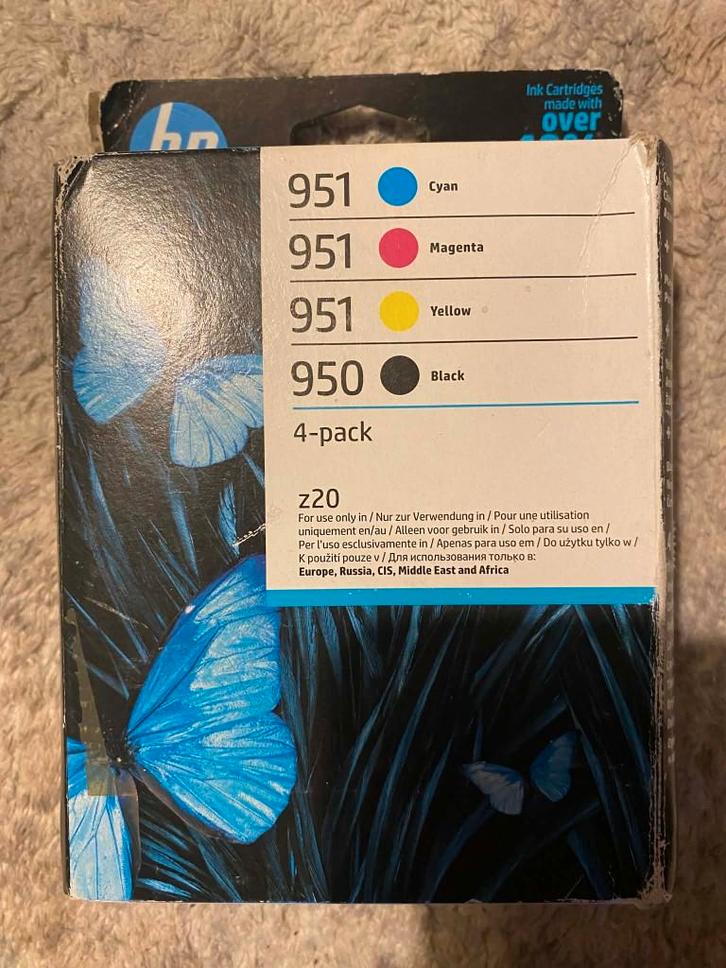 hp
Ink Cartridges
made with
over
951 Cyan
951 Magenta
951 Yellow
950 Black
4-pack
z20
For use only in / Nur zur Verwendung in / Pour une utilisation
uniquement en/au / Alleen voor gebruik in / Solo para su uso en /
Per l'uso esclusivamente in / Apenas para uso em / Do użytku tylko w /
K použití pouze v / Для использования только в:
Europe, Russia, CIS, Middle East and Africa